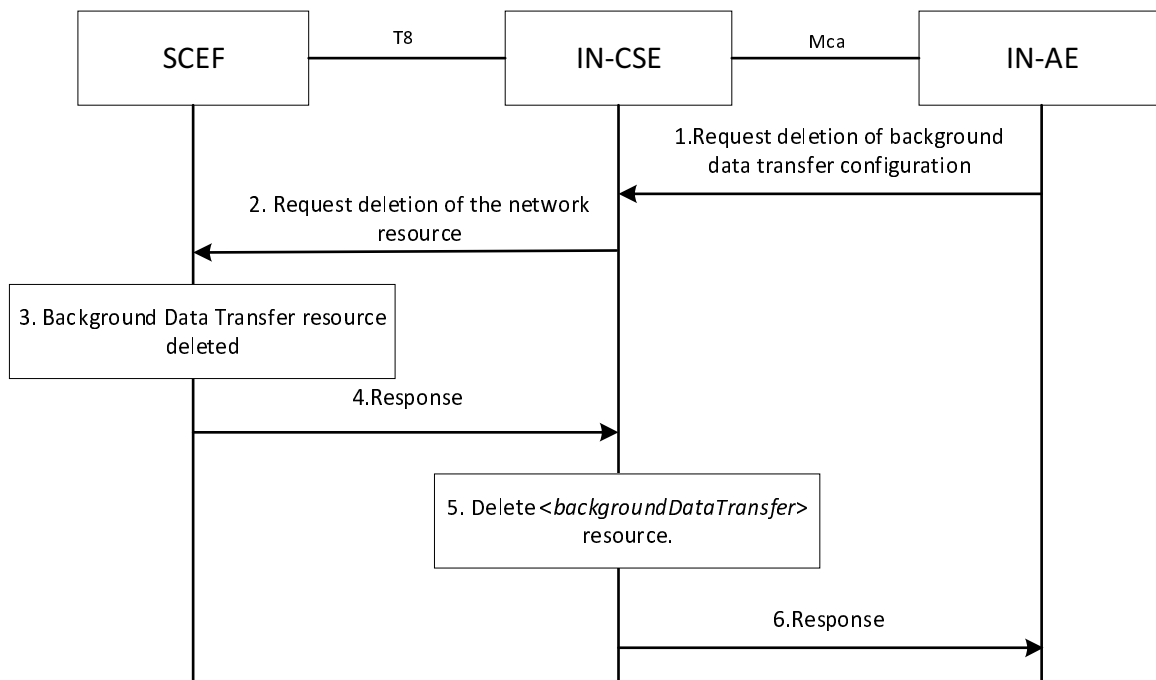 SCEF
T8
IN-CSE
Mca
IN-AE
1.Request deletion of background
data transfer configuration
2. Request deletion of the network
resource
3. Background Data Transfer resource
deleted
4.Response
5. Delete <backgroundDataTransfer>
resource.
6.Response